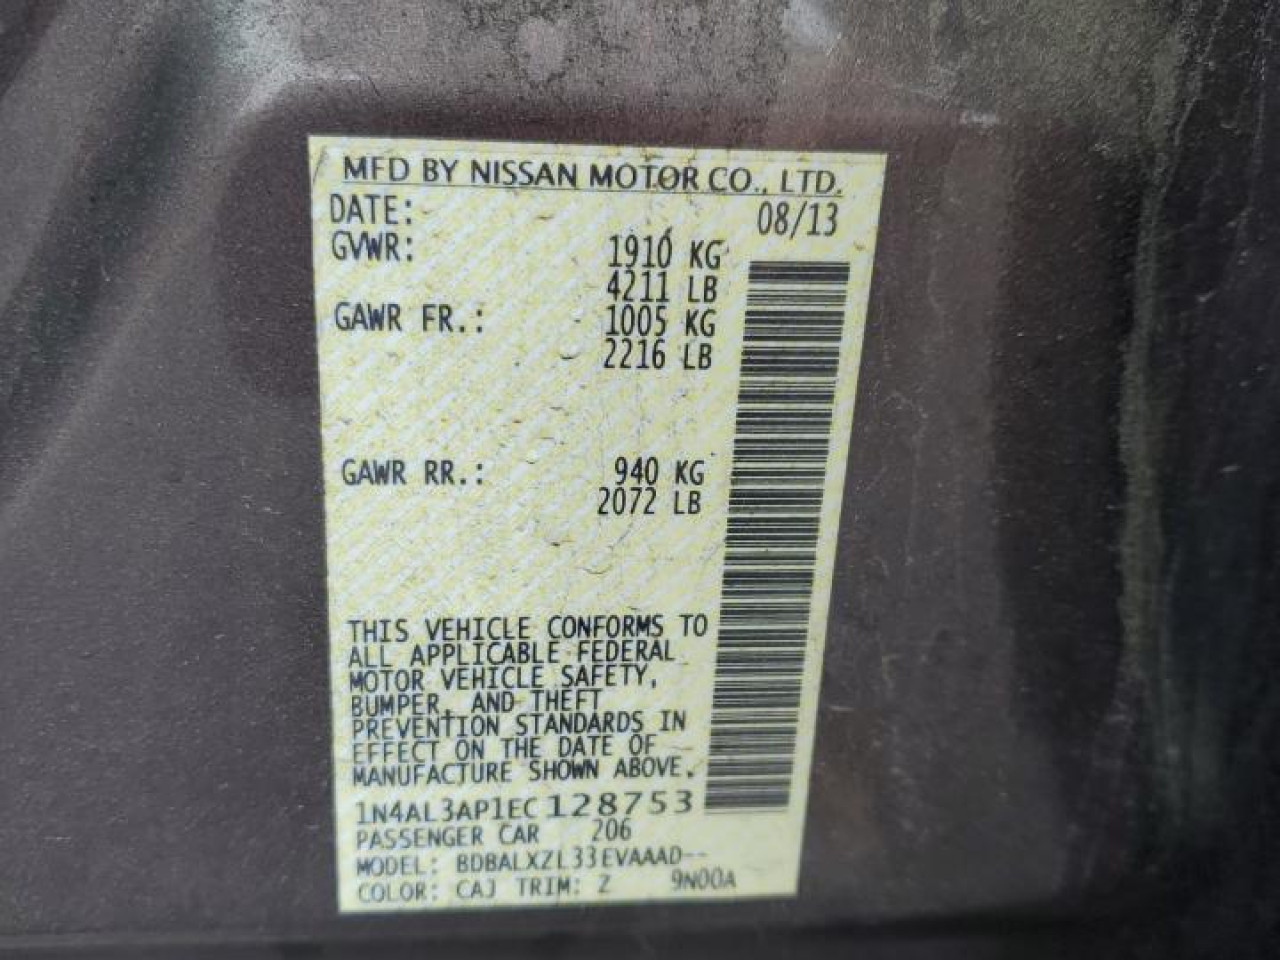 MFD BY NISSAN MOTOR CO., LTD.
DATE: 08/13
GVWR: 1910 KG
4211 LB
GAWR FR.: 1005 KG
2216 LB
GAWR RR.: 940 KG
2072 LB
THIS VEHICLE CONFORMS TO
ALL APPLICABLE FEDERAL
MOTOR VEHICLE SAFETY,
BUMPER, AND THEFT
PREVENTION STANDARDS IN
EFFECT ON THE DATE OF
MANUFACTURE SHOWN ABOVE.
1N4AL3AP1EC128753
PASSENGER CAR 206
MODEL: BDBALXZL33EVAAAD--
COLOR: CAJ TRIM: Z 9N00A